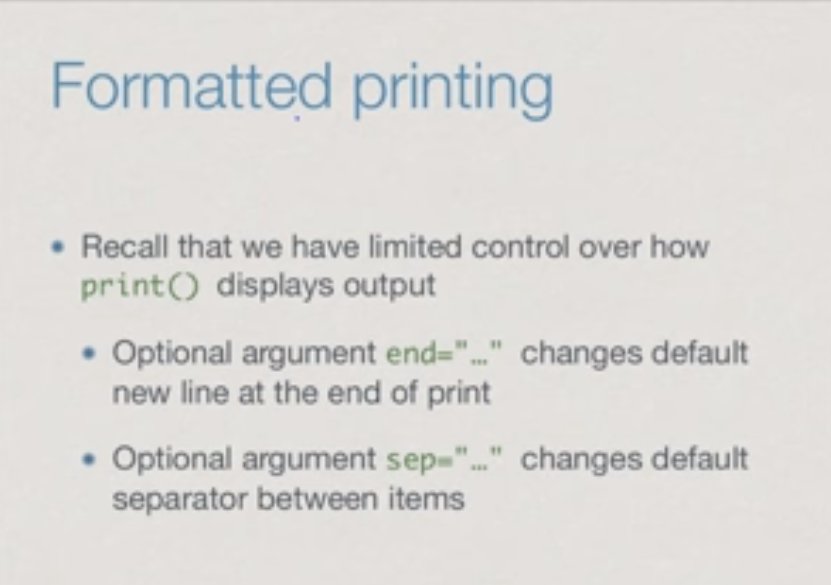 Formatted printing
• Recall that we have limited control over how
print() displays output
• Optional argument end="…" changes default
new line at the end of print
• Optional argument sep="…" changes default
separator between items